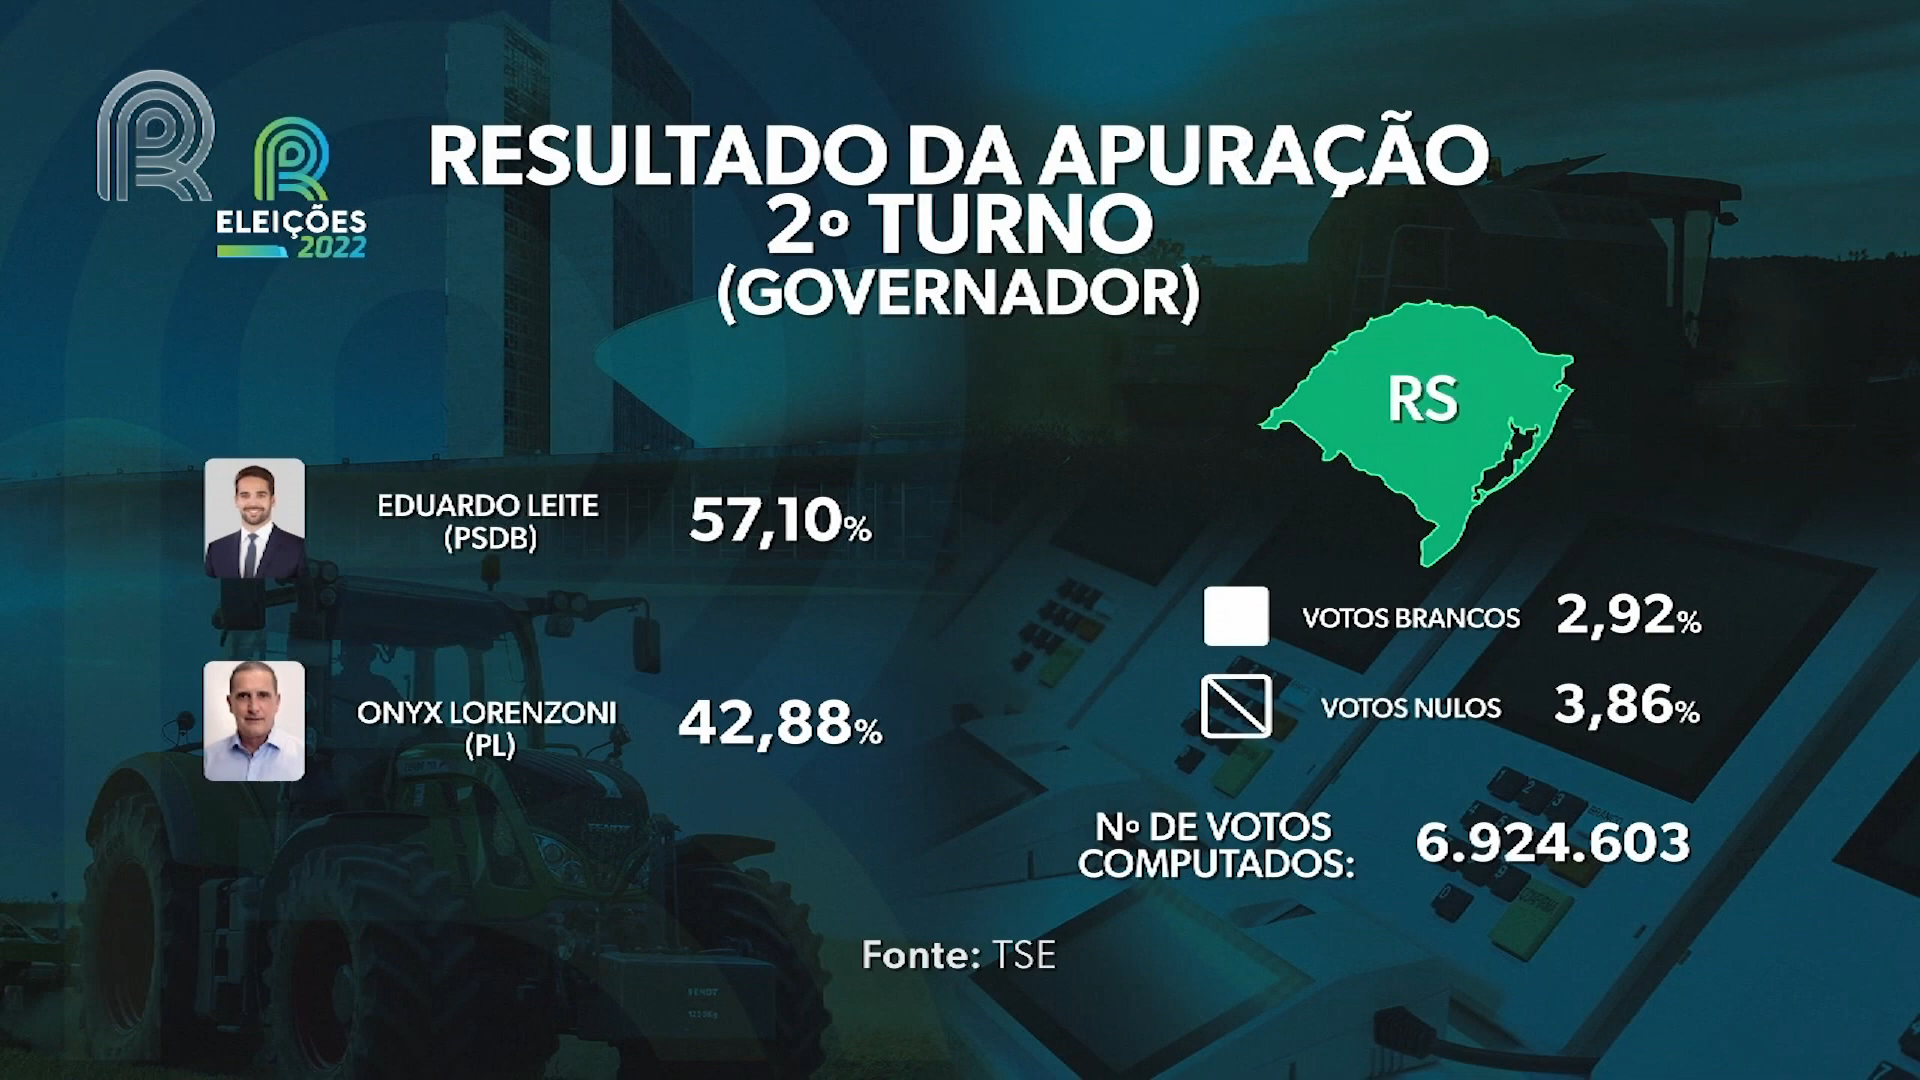 ELEIÇÕES
2022
RESULTADO DA APURAÇÃO
2º TURNO
(GOVERNADOR)
RS
EDUARDO LEITE
(PSDB)
57,10%
ONYX LORENZONI
(PL)
42,88%
VOTOS BRANCOS 2,92%
VOTOS NULOS 3,86%
Nº DE VOTOS
COMPUTADOS:
6.924.603
Fonte: TSE
FENDT